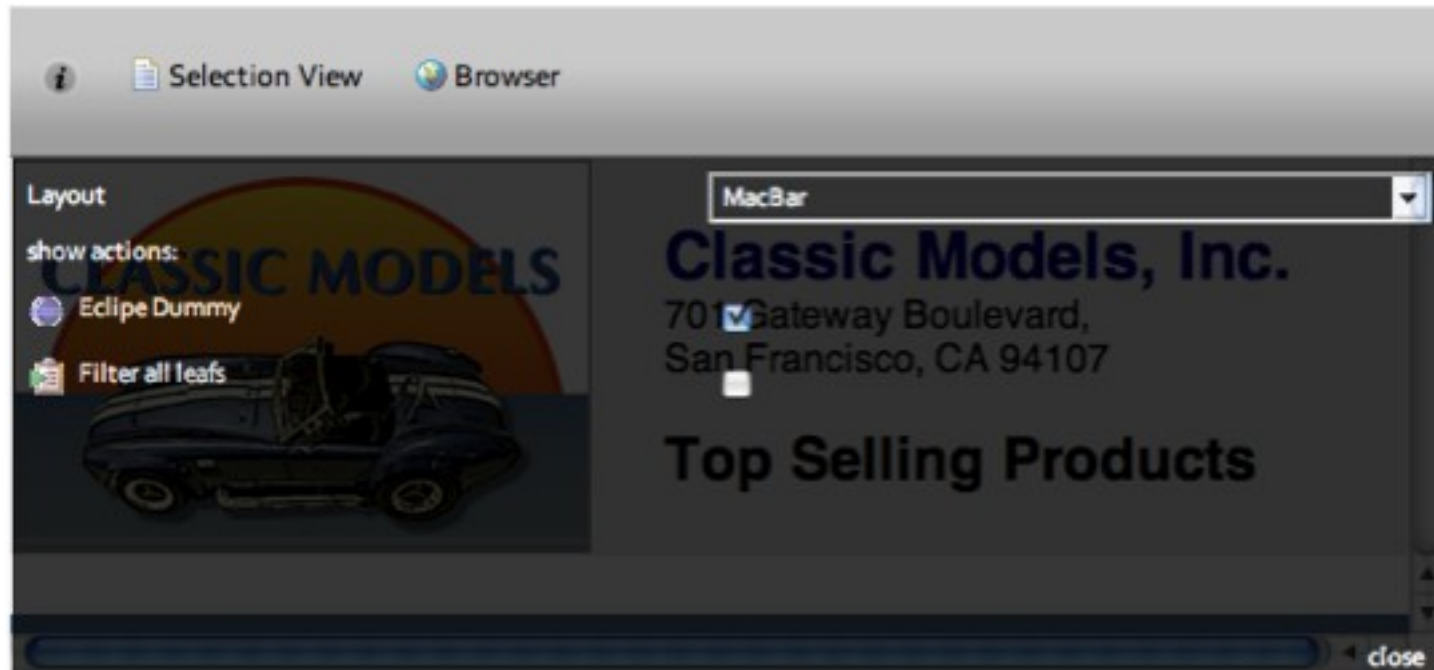 i Selection View Browser
Layout MacBar
show actions:
CLASSIC MODELS
Classic Models, Inc.
Eclipe Dummy
701 Gateway Boulevard,
San Francisco, CA 94107
Filter all leafs
Top Selling Products
close